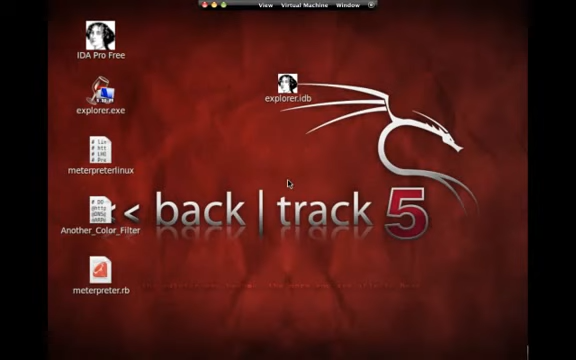 View Virtual Machine Window
IDA Pro Free
explorer.idb
explorer.exe
meterpreterlinux
<< back | track 5
Another_Color_Filter
meterpreter.rb